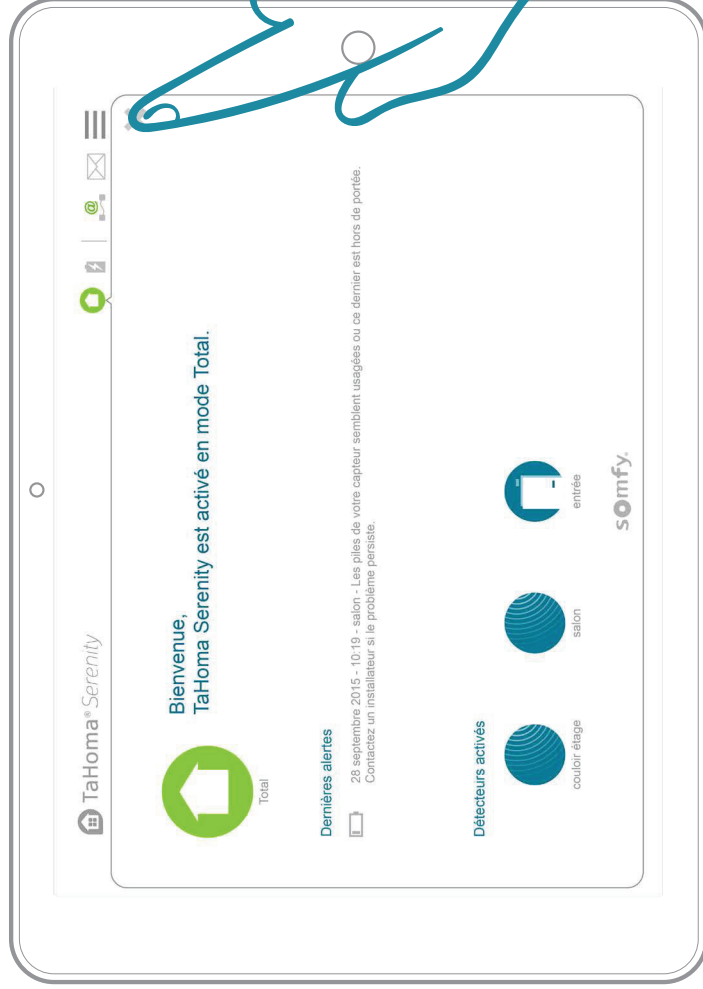 TaHoma® Serenity
@
Bienvenue,
TaHoma Serenity est activé en mode Total.
Total
Dernières alertes
28 septembre 2015 - 10:19 - salon - Les piles de votre capteur semblent usagées ou ce dernier est hors de portée.
Contactez un installateur si le problème persiste.
Détecteurs activés
couloir étage
salon
entrée
somfy.